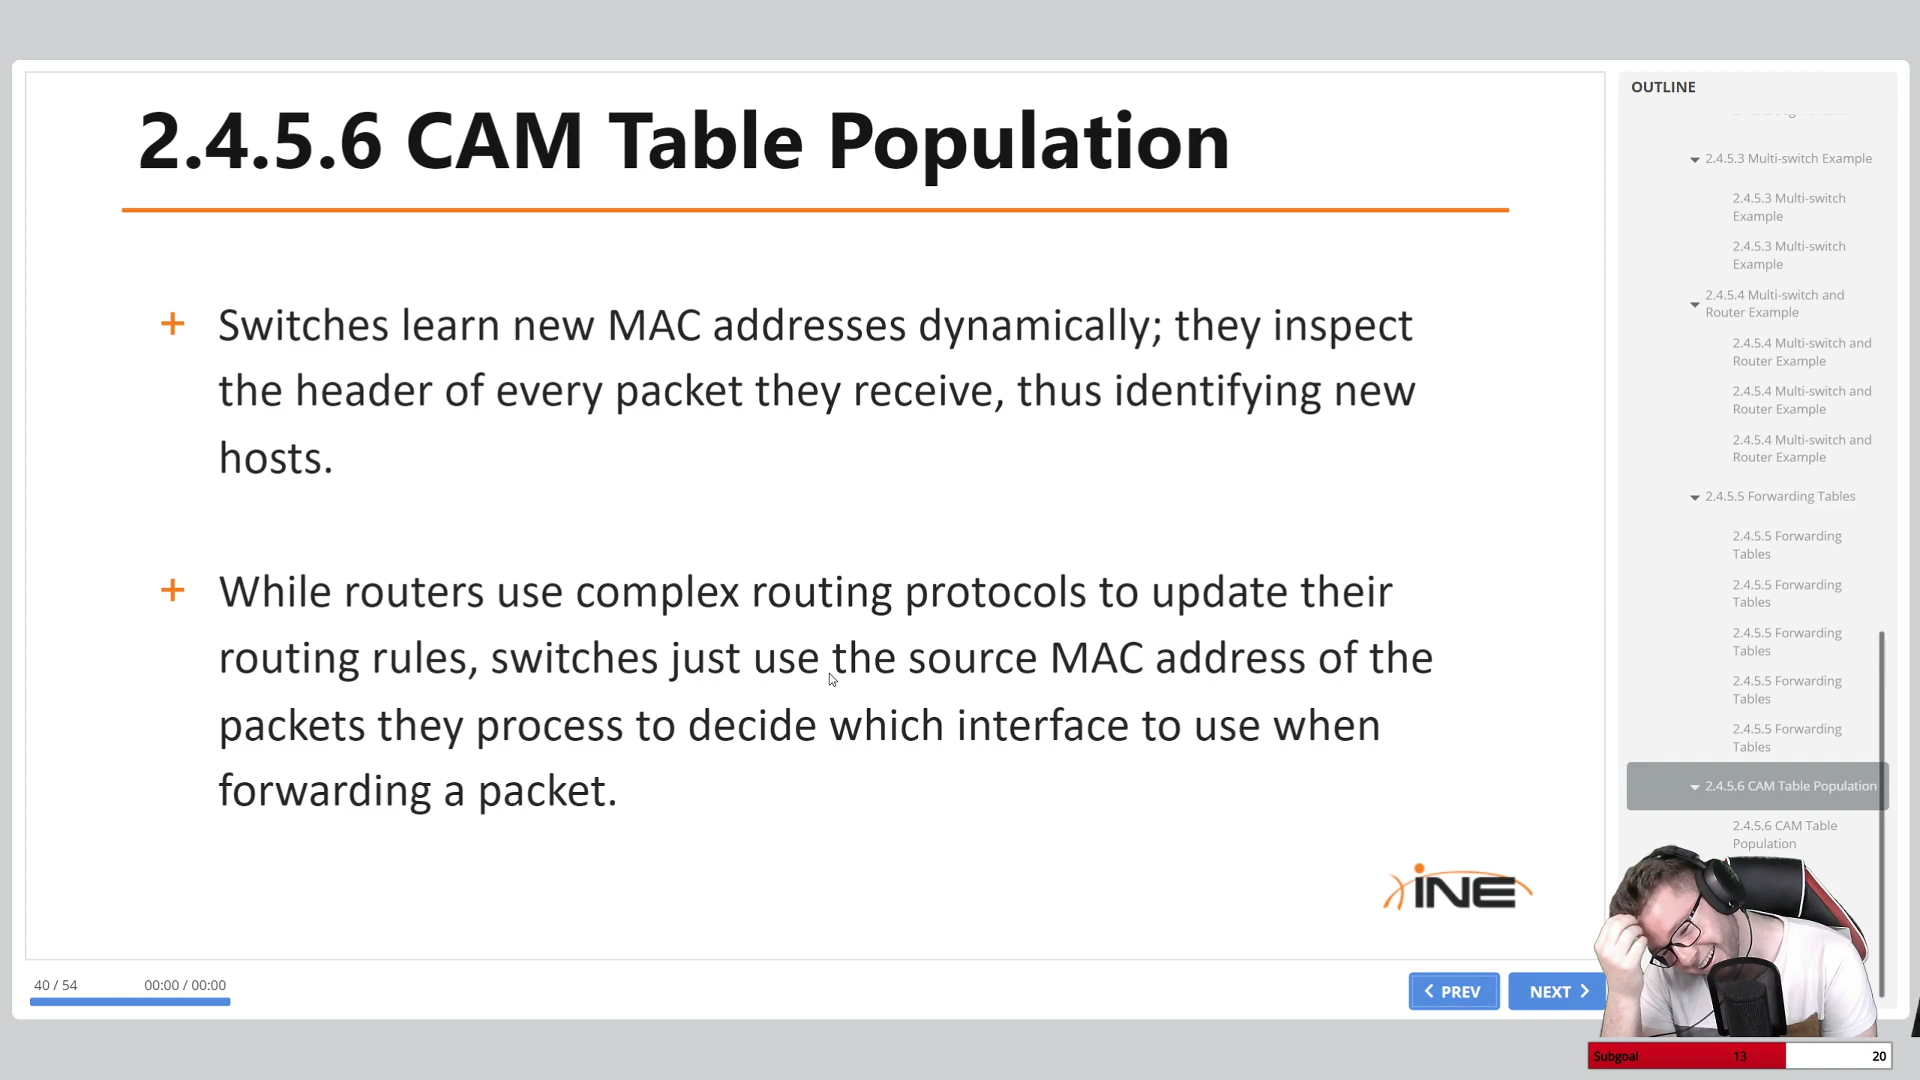 2.4.5.6 CAM Table Population
+ Switches learn new MAC addresses dynamically; they inspect
the header of every packet they receive, thus identifying new
hosts.
+ While routers use complex routing protocols to update their
routing rules, switches just use the source MAC address of the
packets they process to decide which interface to use when
forwarding a packet.
iNE
40 / 54
00:00 / 00:00
PREV
NEXT
OUTLINE
2.4.5.3 Multi-switch Example
2.4.5.3 Multi-switch
Example
2.4.5.3 Multi-switch
Example
2.4.5.4 Multi-switch and
Router Example
2.4.5.4 Multi-switch and
Router Example
2.4.5.4 Multi-switch and
Router Example
2.4.5.4 Multi-switch and
Router Example
2.4.5.5 Forwarding Tables
2.4.5.5 Forwarding
Tables
2.4.5.5 Forwarding
Tables
2.4.5.5 Forwarding
Tables
2.4.5.5 Forwarding
Tables
2.4.5.5 Forwarding
Tables
2.4.5.6 CAM Table Population
2.4.5.6 CAM Table
Population
Subgoal 13 20